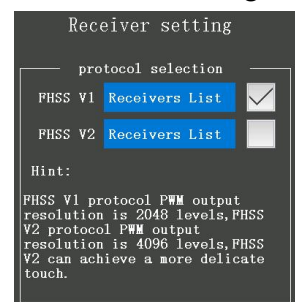 Receiver setting
protocol selection
FHSS V1 Receivers List
FHSS V2 Receivers List
Hint:
FHSS V1 protocol PWM output
resolution is 2048 levels,FHSS
V2 protocol PWM output
resolution is 4096 levels,FHSS
V2 can achieve a more delicate
touch.